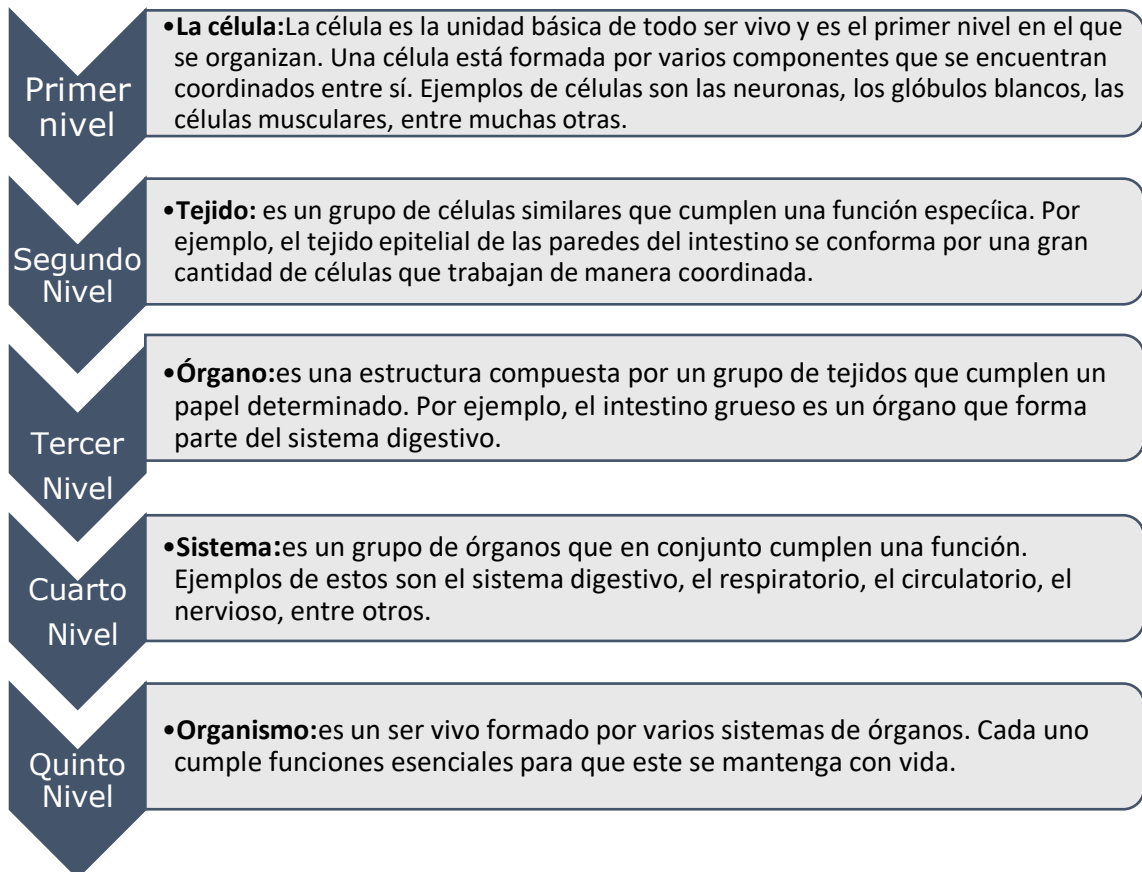 Primer
nivel
•La célula:La célula es la unidad básica de todo ser vivo y es el primer nivel en el que
se organizan. Una célula está formada por varios componentes que se encuentran
coordinados entre sí. Ejemplos de células son las neuronas, los glóbulos blancos, las
células musculares, entre muchas otras.
Segundo
Nivel
•Tejido: es un grupo de células similares que cumplen una función especíica. Por
ejemplo, el tejido epitelial de las paredes del intestino se conforma por una gran
cantidad de células que trabajan de manera coordinada.
Tercer
Nivel
•Órgano:es una estructura compuesta por un grupo de tejidos que cumplen un
papel determinado. Por ejemplo, el intestino grueso es un órgano que forma
parte del sistema digestivo.
Cuarto
Nivel
•Sistema:es un grupo de órganos que en conjunto cumplen una función.
Ejemplos de estos son el sistema digestivo, el respiratorio, el circulatorio, el
nervioso, entre otros.
Quinto
Nivel
•Organismo:es un ser vivo formado por varios sistemas de órganos. Cada uno
cumple funciones esenciales para que este se mantenga con vida.